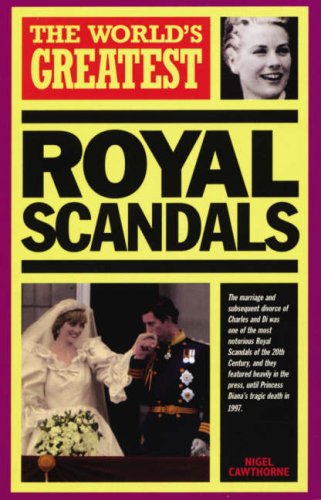 THE WORLD'S
GREATEST
ROYAL
SCANDALS
The marriage and
subsequent divorce of
Charles and Di was
one of the most
notorious Royal
Scandals of the 20th
Century, and they
featured heavily in the
press, until Princess
Diana's tragic death in
1997.
NIGEL
CAWTHORNE